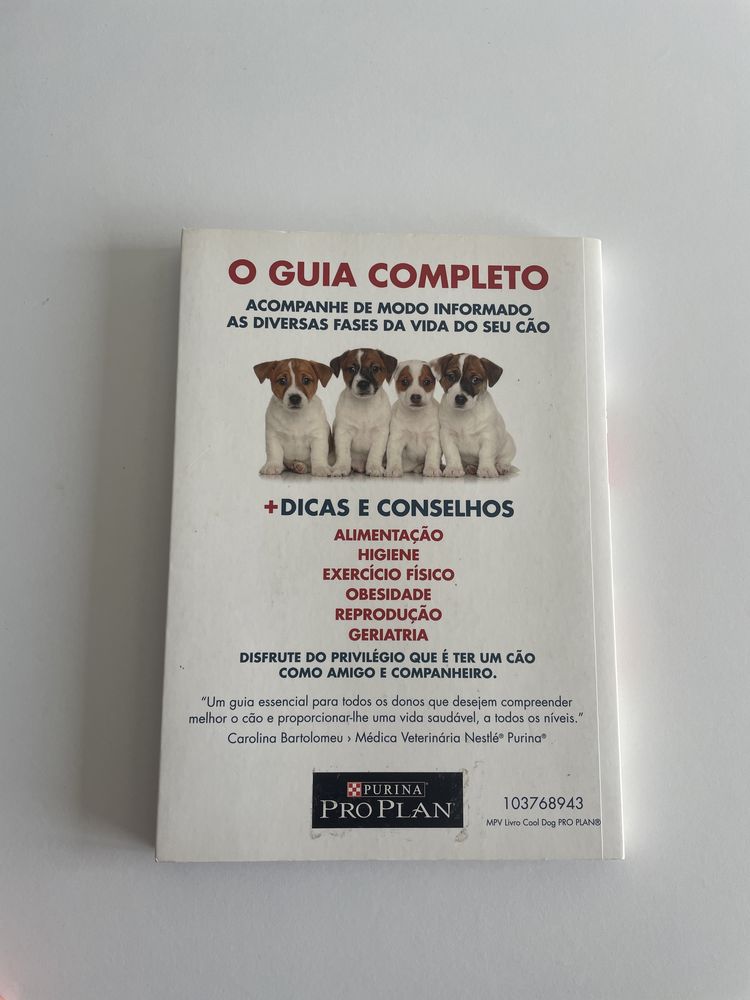 O GUIA COMPLETO
ACOMPANHE DE MODO INFORMADO
AS DIVERSAS FASES DA VIDA DO SEU CÃO
+DICAS E CONSELHOS
ALIMENTAÇÃO
HIGIENE
EXERCÍCIO FÍSICO
OBESIDADE
REPRODUÇÃO
GERIATRIA
DISFRUTE DO PRIVILÉGIO QUE É TER UM CÃO
COMO AMIGO E COMPANHEIRO.
“Um guia essencial para todos os donos que desejem compreender
melhor o cão e proporcionar-lhe uma vida saudável, a todos os níveis.”
Carolina Bartolomeu › Médica Veterinária Nestlé® Purina®
PURINA
PRO PLAN
103768943
MPV Livro Cool Dog PRO PLAN®